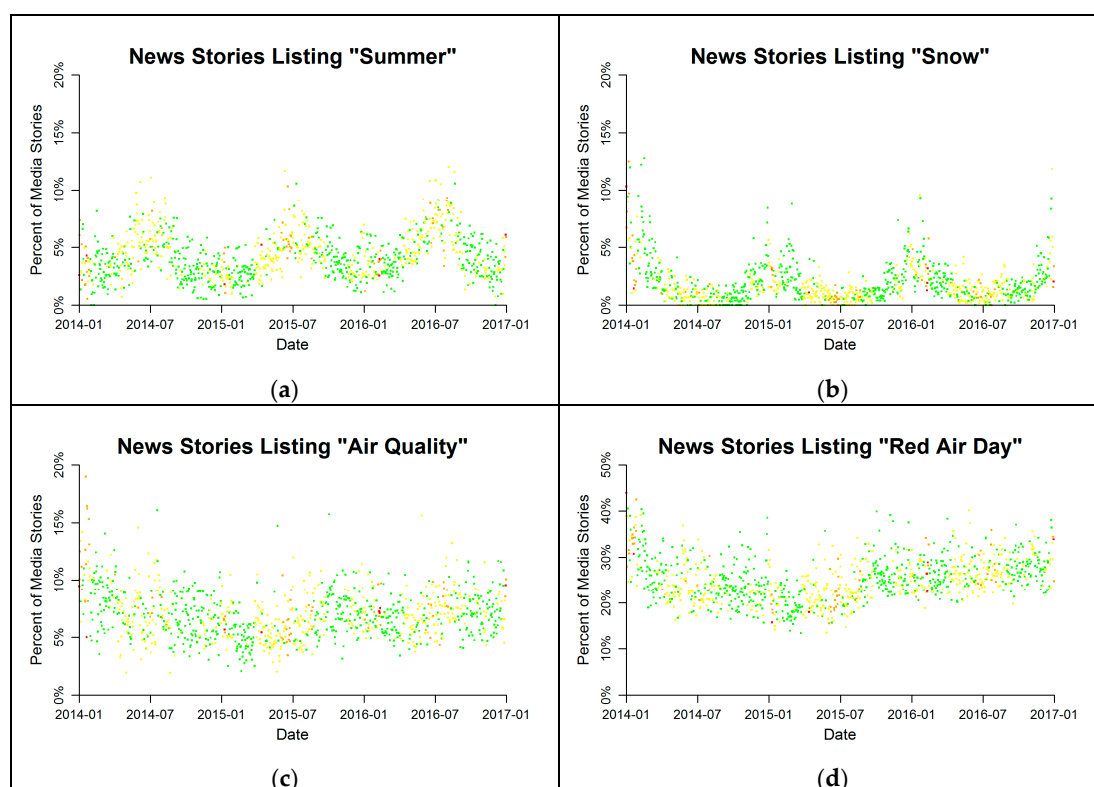 News Stories Listing "Summer"
Percent of Media Stories
20%
15%
10%
5%
0%
2014-01 2014-07 2015-01 2015-07 2016-01 2016-07 2017-01
Date
(a)
News Stories Listing "Snow"
Percent of Media Stories
20%
15%
10%
5%
0%
2014-01 2014-07 2015-01 2015-07 2016-01 2016-07 2017-01
Date
(b)
News Stories Listing "Air Quality"
Percent of Media Stories
20%
15%
10%
5%
0%
2014-01 2014-07 2015-01 2015-07 2016-01 2016-07 2017-01
Date
(c)
News Stories Listing "Red Air Day"
Percent of Media Stories
50%
40%
30%
20%
10%
0%
2014-01 2014-07 2015-01 2015-07 2016-01 2016-07 2017-01
Date
(d)